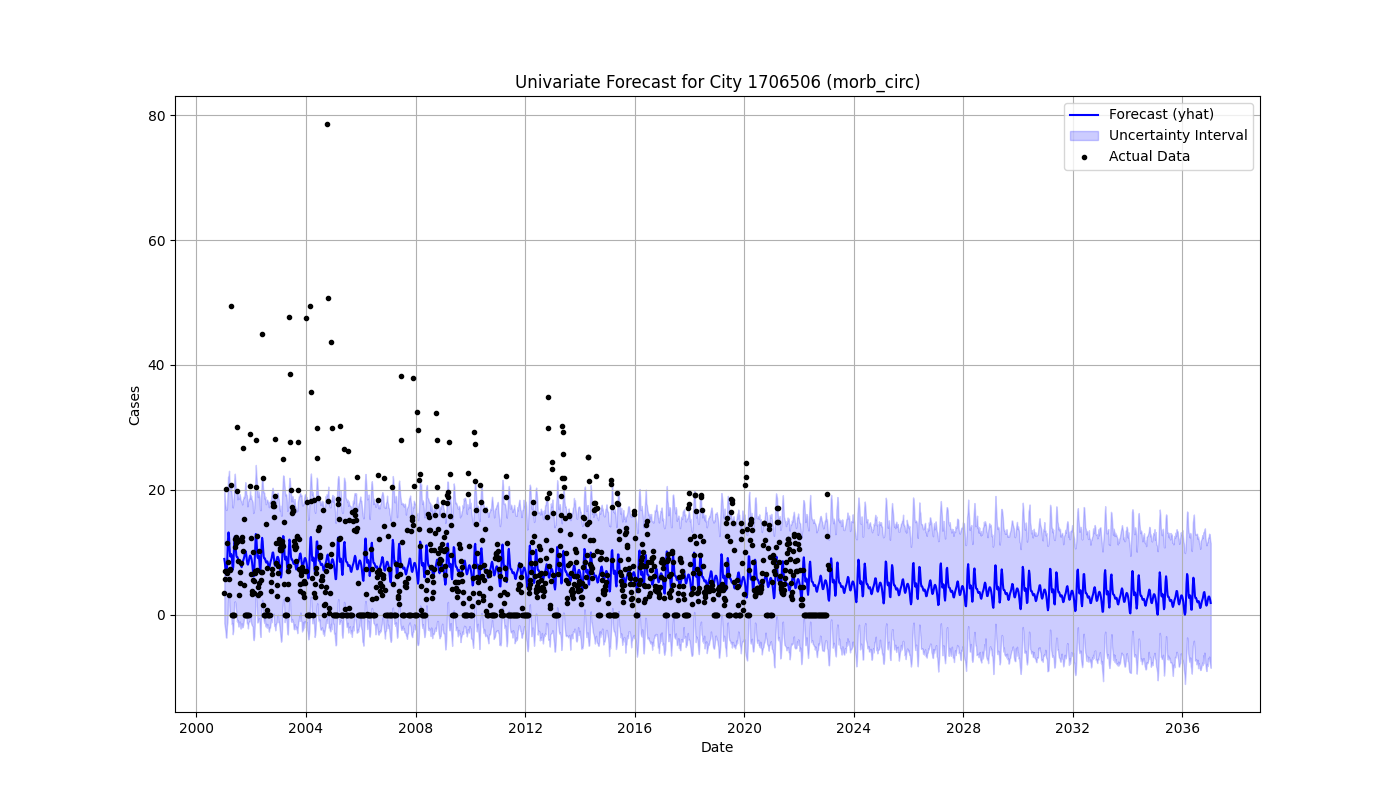 Univariate Forecast for City 1706506 (morb_circ)
Forecast (yhat)
Uncertainty Interval
Actual Data
80
60
40
20
0
Cases
2000 2004 2008 2012 2016 2020 2024 2028 2032 2036
Date